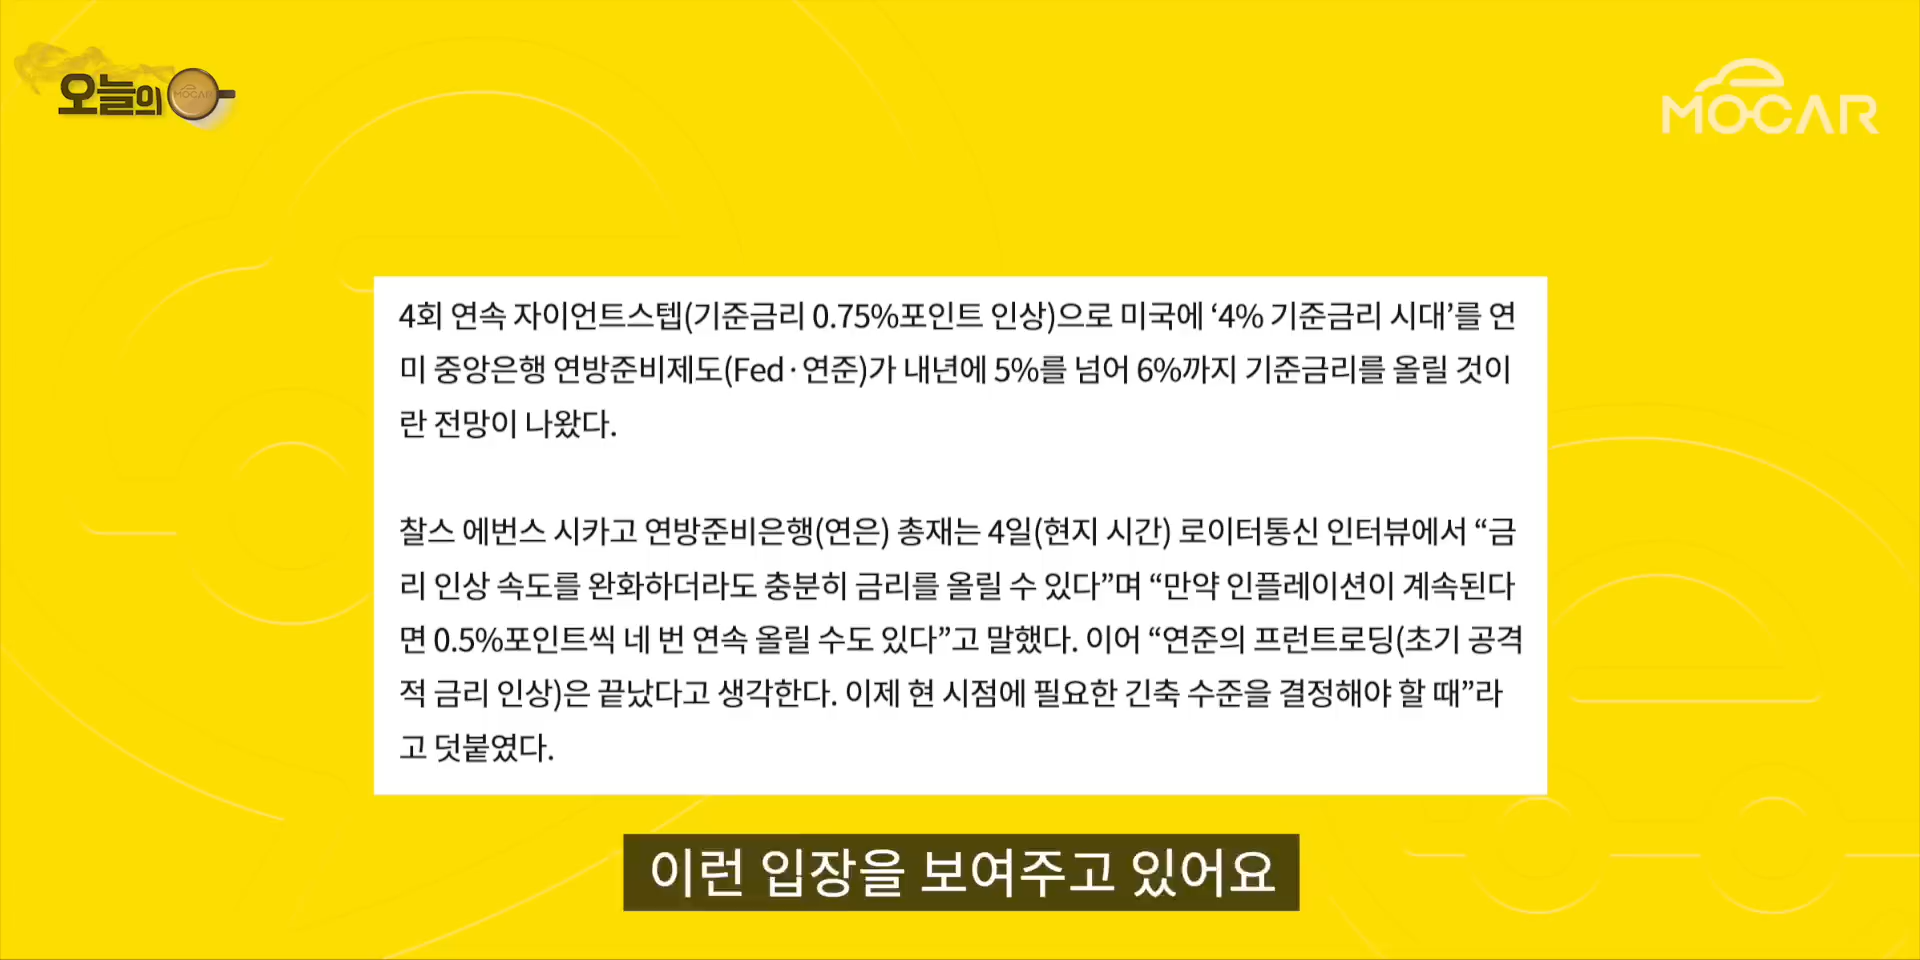 오늘의
MOCAR
MOCAR
4회 연속 자이언트스텝(기준금리 0.75%포인트 인상)으로 미국에 ‘4% 기준금리 시대’를 연
미 중앙은행 연방준비제도(Fed·연준)가 내년에 5%를 넘어 6%까지 기준금리를 올릴 것이
란 전망이 나왔다.
찰스 에번스 시카고 연방준비은행(연은) 총재는 4일(현지 시간) 로이터통신 인터뷰에서 “금
리 인상 속도를 완화하더라도 충분히 금리를 올릴 수 있다”며 “만약 인플레이션이 계속된다
면 0.5%포인트씩 네 번 연속 올릴 수도 있다”고 말했다. 이어 “연준의 프런트로딩(초기 공격
적 금리 인상)은 끝났다고 생각한다. 이제 현 시점에 필요한 긴축 수준을 결정해야 할 때”라
고 덧붙였다.
이런 입장을 보여주고 있어요